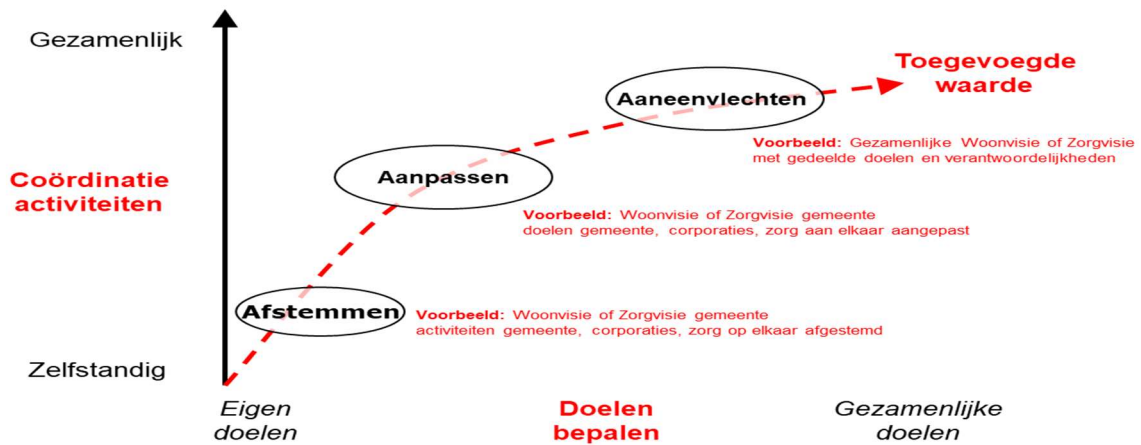 Gezamenlijk
Toegevoegde
waarde
Aaneenvlechten
Voorbeeld: Gezamenlijke Woonvisie of Zorgvisie
met gedeelde doelen en verantwoordelijkheden
Coördinatie
activiteiten
Aanpassen
Voorbeeld: Woonvisie of Zorgvisie gemeente
doelen gemeente, corporaties, zorg aan elkaar aangepast
Afstemmen
Voorbeeld: Woonvisie of Zorgvisie gemeente
activiteiten gemeente, corporaties, zorg op elkaar afgestemd
Zelfstandig
Eigen
doelen
Doelen
bepalen
Gezamenlijke
doelen